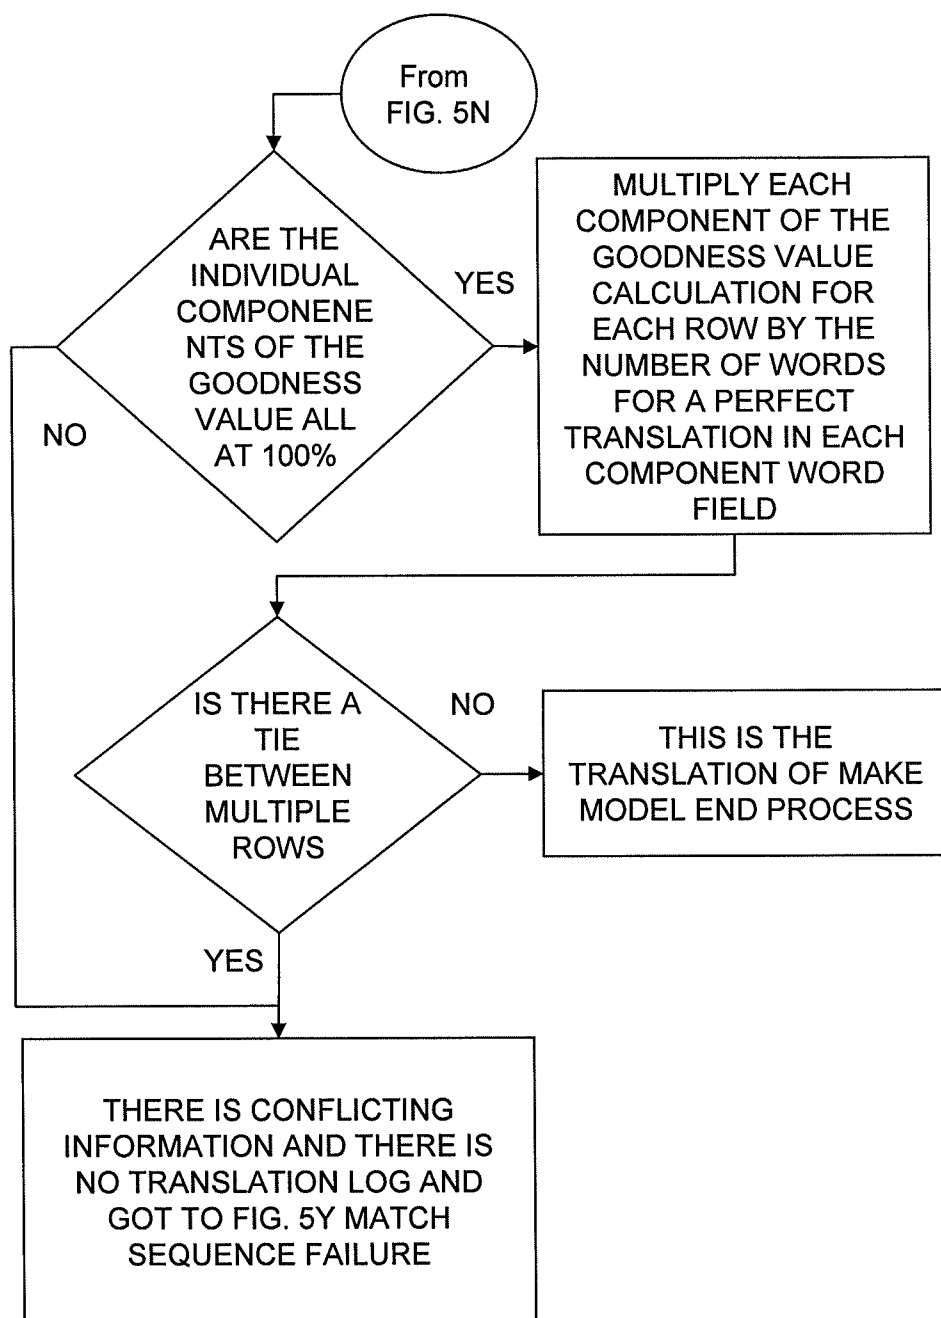 From
FIG. 5N
ARE THE
INDIVIDUAL
COMPONENE
NTS OF THE
GOODNESS
VALUE ALL
AT 100%
YES
NO
MULTIPLY EACH
COMPONENT OF THE
GOODNESS VALUE
CALCULATION FOR
EACH ROW BY THE
NUMBER OF WORDS
FOR A PERFECT
TRANSLATION IN EACH
COMPONENT WORD
FIELD
IS THERE A
TIE
BETWEEN
MULTIPLE
ROWS
NO
YES
THIS IS THE
TRANSLATION OF MAKE
MODEL END PROCESS
THERE IS CONFLICTING
INFORMATION AND THERE IS
NO TRANSLATION LOG AND
GOT TO FIG. 5Y MATCH
SEQUENCE FAILURE